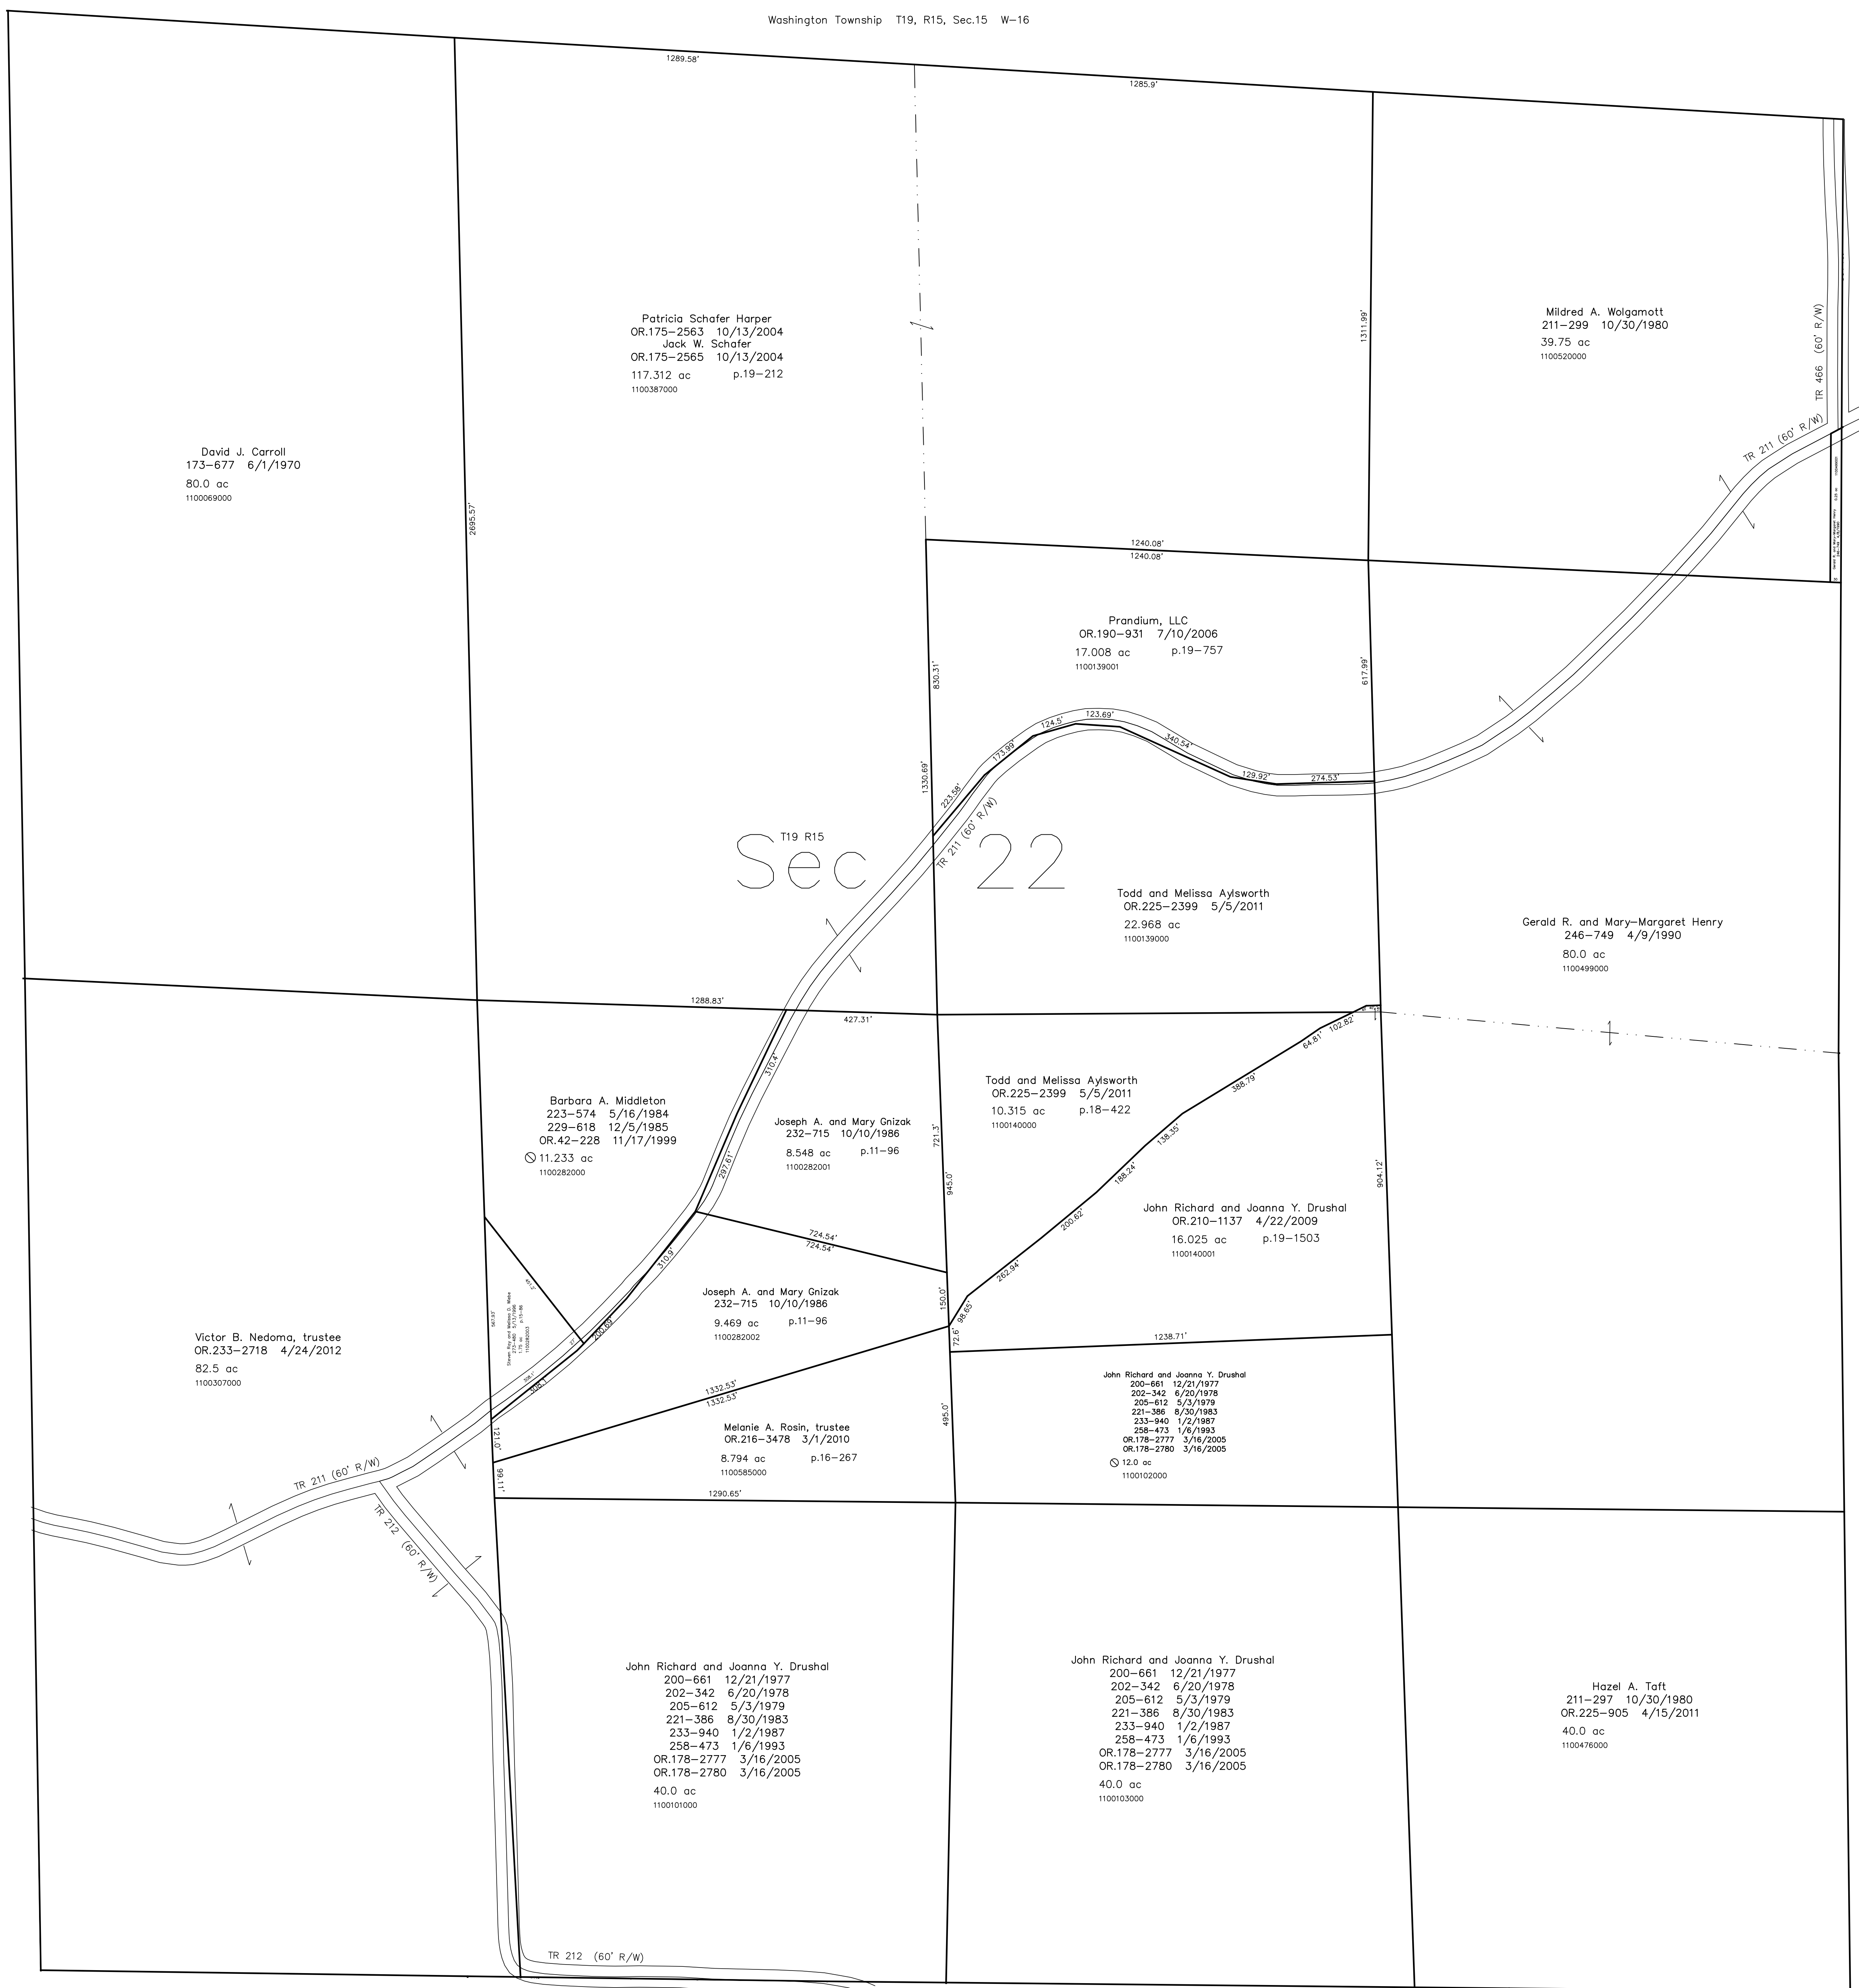 Washington Township T19, R15, Sec.15 W-16
1289.58'
1285.9'
David J. Carroll
173-677 6/1/1970
80.0 ac
1100069000
2695.57'
Patricia Schafer Harper
OR.175-2563 10/13/2004
Jack W. Schafer
OR.175-2565 10/13/2004
117.312 ac p.19-212
1100387000
1311.99'
Mildred A. Wolgamott
211-299 10/30/1980
39.75 ac
1100520000
TR 466 (60' R/W)
TR 211 (60' R/W)
1240.08'
1240.08'
Prandium, LLC
OR.190-931 7/10/2006
17.008 ac p.19-757
1100139001
830.31'
617.99'
1330.69'
223.58'
173.99'
124.5'
123.69'
340.54'
129.92'
274.53'
TR 211 (60' R/W)
T19 R15
Sec 22
Todd and Melissa Aylsworth
OR.225-2399 5/5/2011
22.968 ac
1100139000
Gerald R. and Mary-Margaret Henry
246-749 4/9/1990
80.0 ac
1100499000
1288.83'
427.31'
310.4'
297.61'
Barbara A. Middleton
223-574 5/16/1984
229-618 12/5/1985
OR.42-228 11/17/1999
11.233 ac
1100282000
Joseph A. and Mary Gnizak
232-715 10/10/1986
8.548 ac p.11-96
1100282001
721.3'
945.0'
Todd and Melissa Aylsworth
OR.225-2399 5/5/2011
10.315 ac p.18-422
1100140000
102.82'
64.81'
388.79'
138.35'
188.24'
200.62'
262.94'
98.65'
904.12'
John Richard and Joanna Y. Drushal
OR.210-1137 4/22/2009
16.025 ac p.19-1503
1100140001
724.54'
724.54'
310.9'
200.69'
Joseph A. and Mary Gnizak
232-715 10/10/1986
9.469 ac p.11-96
1100282002
150.0'
72.6'
1238.71'
Steven Ray and Melissa D. Wiebe
273-480 5/13/1996
1.75 ac p.15-86
1100282003
308.1'
308.1'
Victor B. Nedoma, trustee
OR.233-2718 4/24/2012
82.5 ac
1100307000
1332.53'
1332.53'
121.0'
99.11'
Melanie A. Rosin, trustee
OR.216-3478 3/1/2010
8.794 ac p.16-267
1100585000
1290.65'
495.0'
John Richard and Joanna Y. Drushal
200-661 12/21/1977
202-342 6/20/1978
205-612 5/3/1979
221-386 8/30/1983
233-940 1/2/1987
258-473 1/6/1993
OR.178-2777 3/16/2005
OR.178-2780 3/16/2005
12.0 ac
1100102000
TR 211 (60' R/W)
TR 212 (60' R/W)
John Richard and Joanna Y. Drushal
200-661 12/21/1977
202-342 6/20/1978
205-612 5/3/1979
221-386 8/30/1983
233-940 1/2/1987
258-473 1/6/1993
OR.178-2777 3/16/2005
OR.178-2780 3/16/2005
40.0 ac
1100101000
John Richard and Joanna Y. Drushal
200-661 12/21/1977
202-342 6/20/1978
205-612 5/3/1979
221-386 8/30/1983
233-940 1/2/1987
258-473 1/6/1993
OR.178-2777 3/16/2005
OR.178-2780 3/16/2005
40.0 ac
1100103000
Hazel A. Taft
211-297 10/30/1980
OR.225-905 4/15/2011
40.0 ac
1100476000
TR 212 (60' R/W)